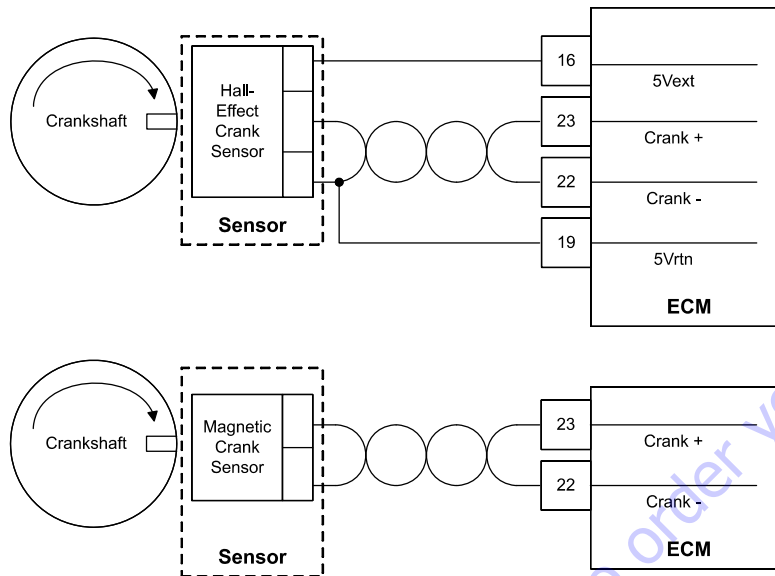 Crankshaft
Hall-
Effect
Crank
Sensor
Sensor
16
5Vext
23
Crank +
22
Crank -
19
5Vrtn
ECM
Crankshaft
Magnetic
Crank
Sensor
Sensor
23
Crank +
22
Crank -
ECM
order